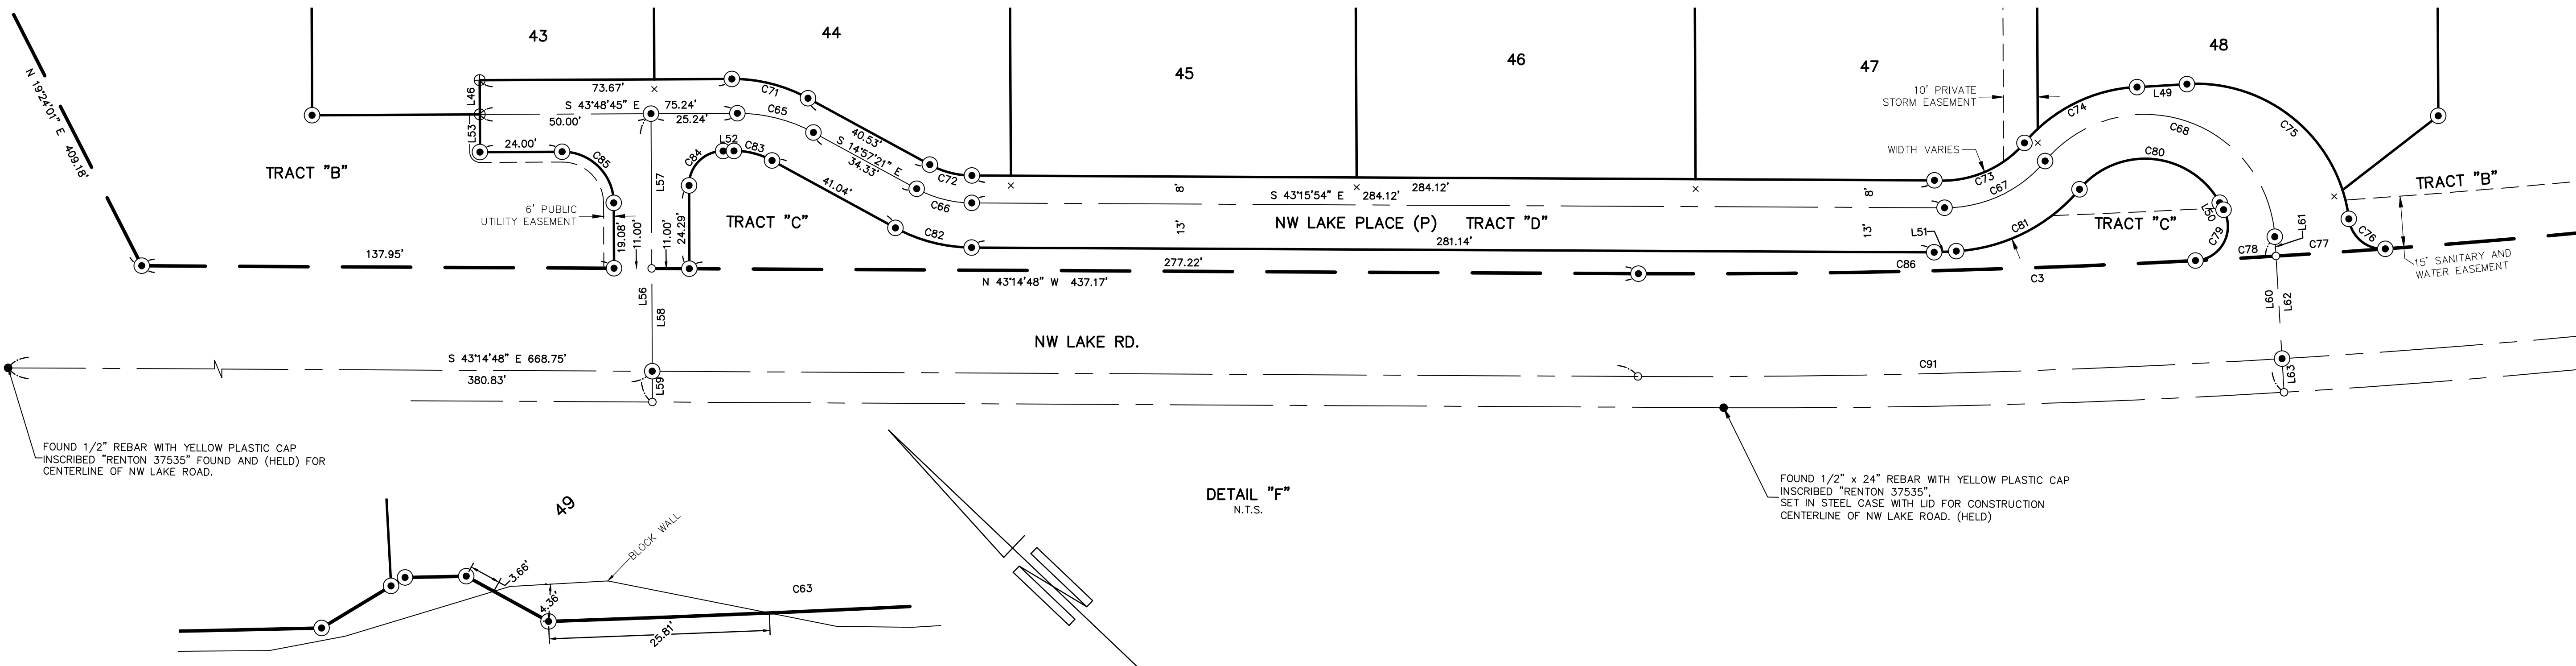 43
44
45
46
47
48
N 19°24'01" E 409.18'
TRACT "B"
L46
L53
73.67'
S 43°48'45" E 75.24'
50.00'
25.24'
24.00'
C85
6' PUBLIC
UTILITY EASEMENT
19.08'
11.00'
11.00'
L57
24.29'
C84
L52
C83
C71
C65
40.53'
S 14°57'21" E
34.33'
41.04'
C72
C66
C82
TRACT "C"
8'
13'
S 43°15'54" E 284.12'
284.12'
NW LAKE PLACE (P) TRACT "D"
281.14'
8'
13'
10' PRIVATE
STORM EASEMENT
WIDTH VARIES
C73
C67
C74
L49
C68
C75
C80
C81
L51
C86
L50
TRACT "C"
C79
C78
L61
C77
C76
TRACT "B"
15' SANITARY AND
WATER EASEMENT
137.95'
277.22'
N 43°14'48" W 437.17'
C3
L56
L58
L60
L62
NW LAKE RD.
S 43°14'48" E 668.75'
380.83'
L59
C91
L63
FOUND 1/2" REBAR WITH YELLOW PLASTIC CAP
INSCRIBED "RENTON 37535" FOUND AND (HELD) FOR
CENTERLINE OF NW LAKE ROAD.
FOUND 1/2" x 24" REBAR WITH YELLOW PLASTIC CAP
INSCRIBED "RENTON 37535",
SET IN STEEL CASE WITH LID FOR CONSTRUCTION
CENTERLINE OF NW LAKE ROAD. (HELD)
DETAIL "F"
N.T.S.
49
BLOCK WALL
3.66'
4.36'
25.81'
C63